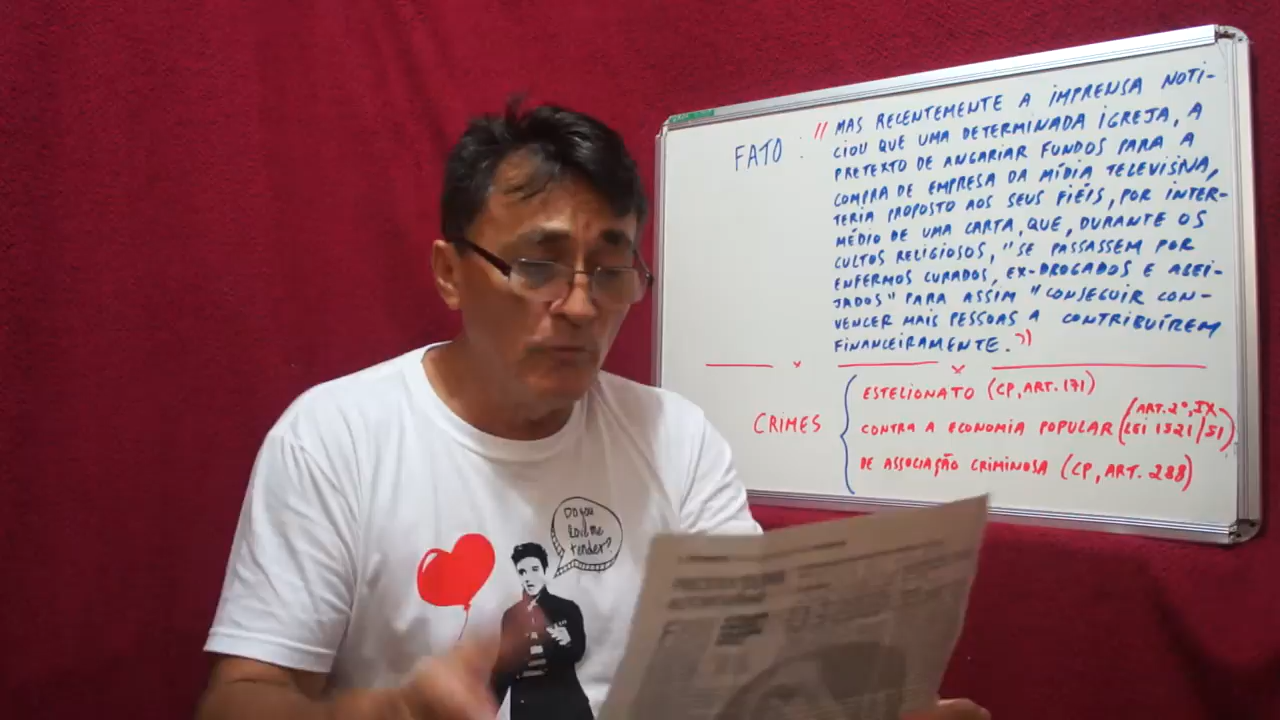 FATO : " MAS RECENTEMENTE A IMPRENSA NOTI-
CIOU QUE UMA DETERMINADA IGREJA, A
PRETEXTO DE ANGARIAR FUNDOS PARA A
COMPRA DE EMPRESA DA MÍDIA TELEVISIVA,
TERIA PROPOSTO AOS SEUS FIÉIS, POR INTER-
MÉDIO DE UMA CARTA, QUE, DURANTE OS
CULTOS RELIGIOSOS, "SE PASSASSEM POR
ENFERMOS CURADOS, EX-DROGADOS E ALEI-
JADOS" PARA ASSIM "CONSEGUIR CON-
VENCER MAIS PESSOAS A CONTRIBUÍREM
FINANCEIRAMENTE."
CRIMES
ESTELIONATO (CP, ART. 171)
CONTRA A ECONOMIA POPULAR (ART. 2º, IX
LEI 1521/51)
DE ASSOCIAÇÃO CRIMINOSA (CP, ART. 288)
Do you
love me
tender?